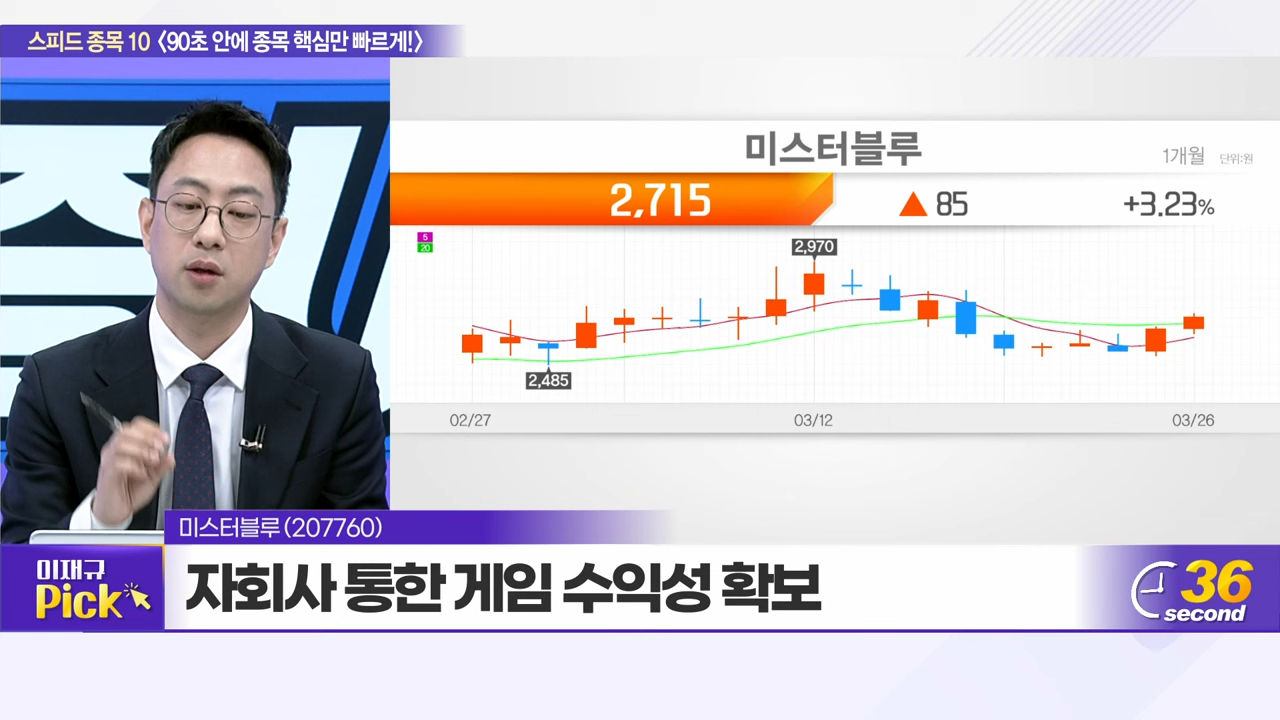 스피드 종목 10 〈90초 안에 종목 핵심만 빠르게!〉
미스터블루
1개월 단위:원
2,715 ▲ 85 +3.23%
5
20
2,970
2,485
02/27 03/12 03/26
미스터블루(207760)
이재규
Pick
자회사 통한 게임 수익성 확보
36
second